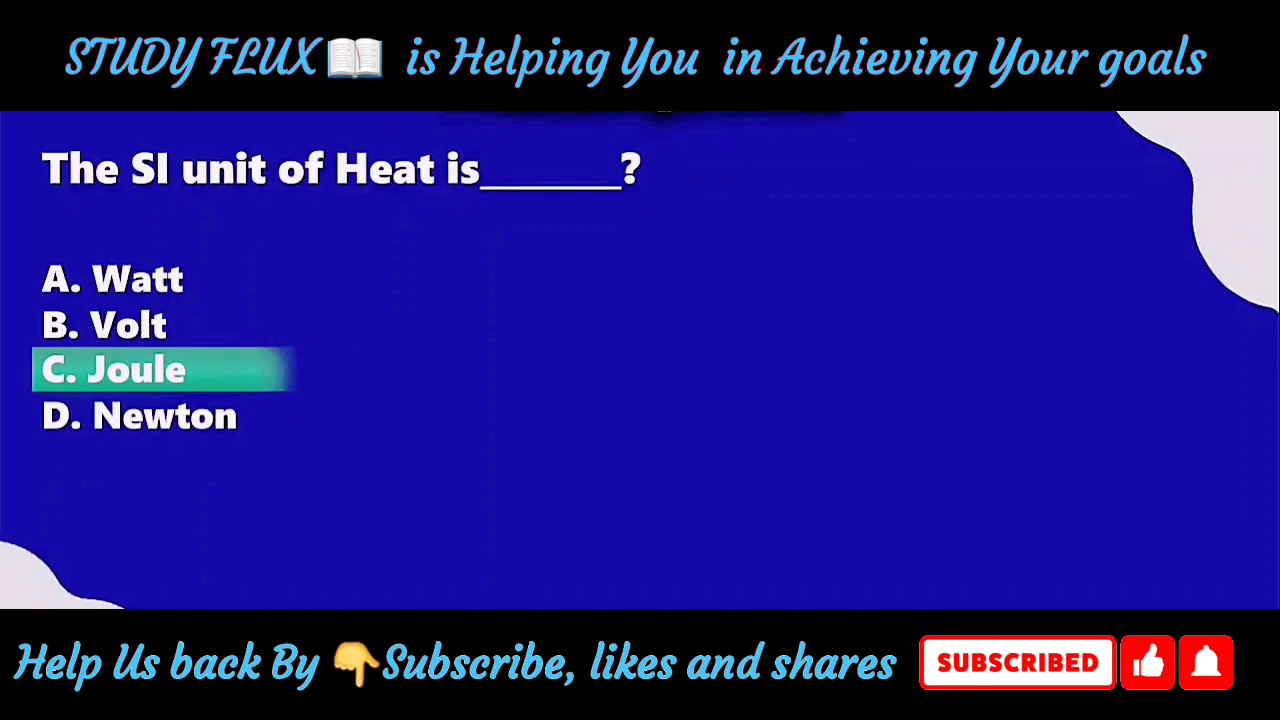 STUDY FLUX📖 is Helping You in Achieving Your goals
The SI unit of Heat is_______?
A. Watt
B. Volt
C. Joule
D. Newton
Help Us back By 👇Subscribe, likes and shares
SUBSCRIBED